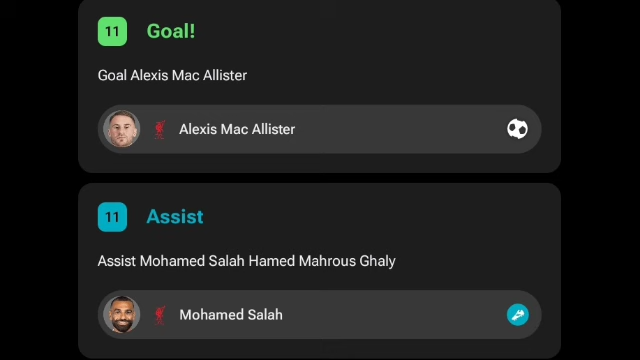 11 Goal!
Goal Alexis Mac Allister
Alexis Mac Allister
11 Assist
Assist Mohamed Salah Hamed Mahrous Ghaly
Mohamed Salah